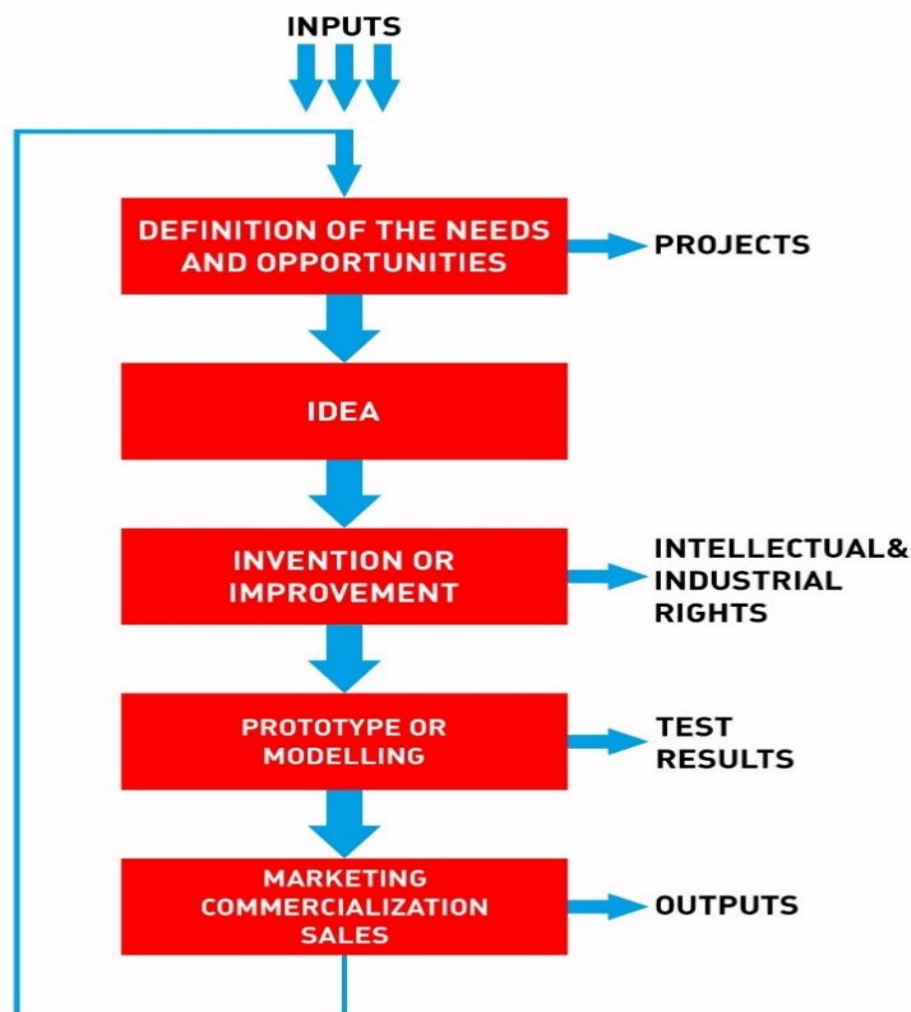 INPUTS
DEFINITION OF THE NEEDS
AND OPPORTUNITIES
PROJECTS
IDEA
INVENTION OR
IMPROVEMENT
INTELLECTUAL&
INDUSTRIAL
RIGHTS
PROTOTYPE OR
MODELLING
TEST
RESULTS
MARKETING
COMMERCIALIZATION
SALES
OUTPUTS